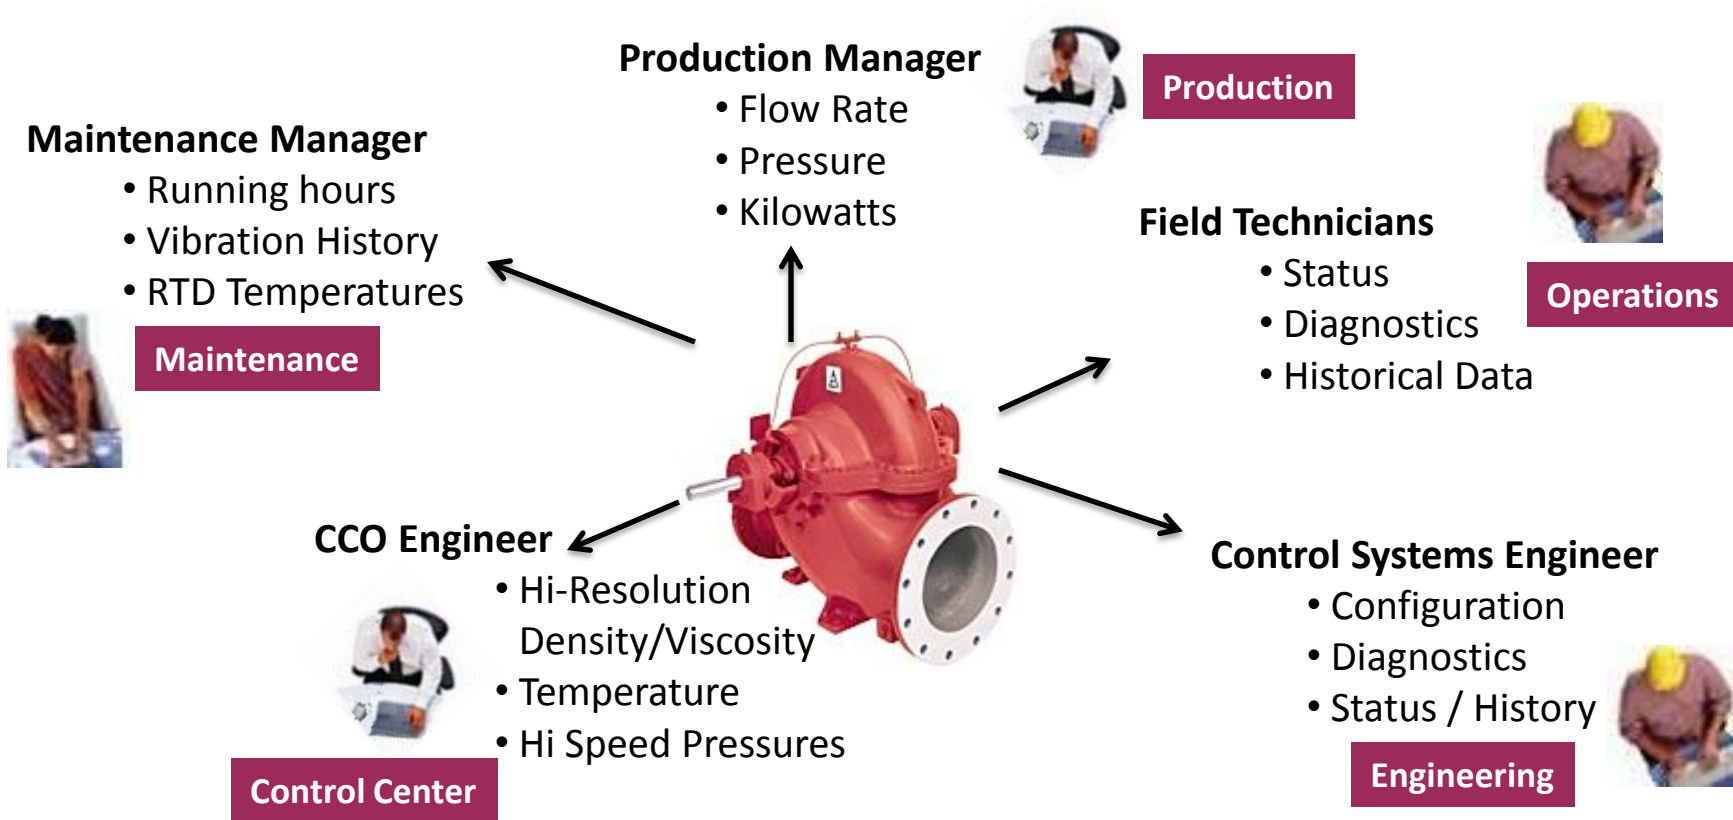 Production Manager
• Flow Rate
• Pressure
• Kilowatts
Production
Maintenance Manager
• Running hours
• Vibration History
• RTD Temperatures
Maintenance
Field Technicians
• Status
• Diagnostics
• Historical Data
Operations
CCO Engineer
• Hi-Resolution
Density/Viscosity
• Temperature
• Hi Speed Pressures
Control Center
Control Systems Engineer
• Configuration
• Diagnostics
• Status / History
Engineering